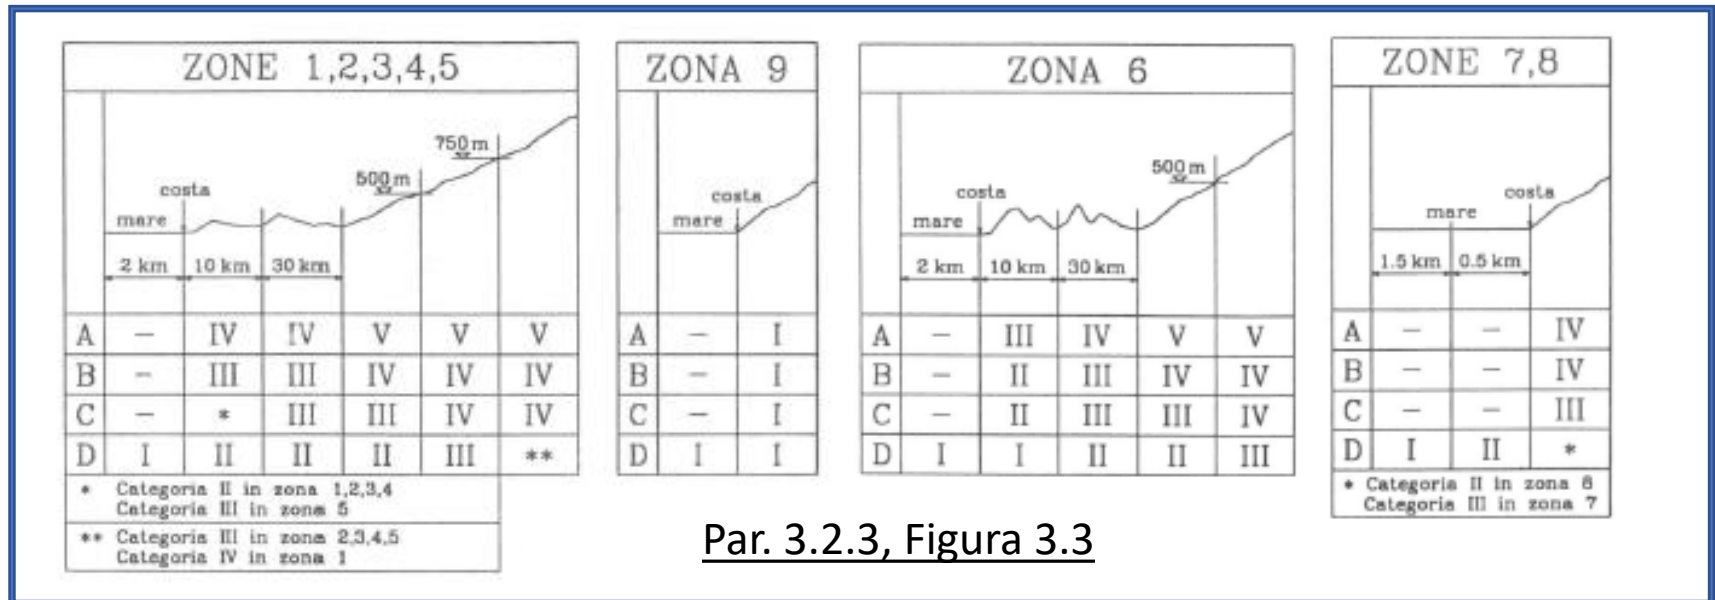 ZONE 1,2,3,4,5
750 m
500 m
costa
mare
2 km 10 km 30 km
A – IV IV V V V
B – III III IV IV IV
C – * III III IV IV
D I II II II III **
* Categoria II in zona 1,2,3,4
Categoria III in zona 5
** Categoria III in zona 2,3,4,5
Categoria IV in zona 1
ZONA 9
costa
mare
A – I
B – I
C – I
D I I
ZONA 6
500 m
costa
mare
2 km 10 km 30 km
A – III IV V V
B – II III IV IV
C – II III III IV
D I I II II III
ZONE 7,8
costa
mare
1.5 km 0.5 km
A – – IV
B – – IV
C – – III
D I II *
* Categoria II in zona 8
Categoria III in zona 7
Par. 3.2.3, Figura 3.3